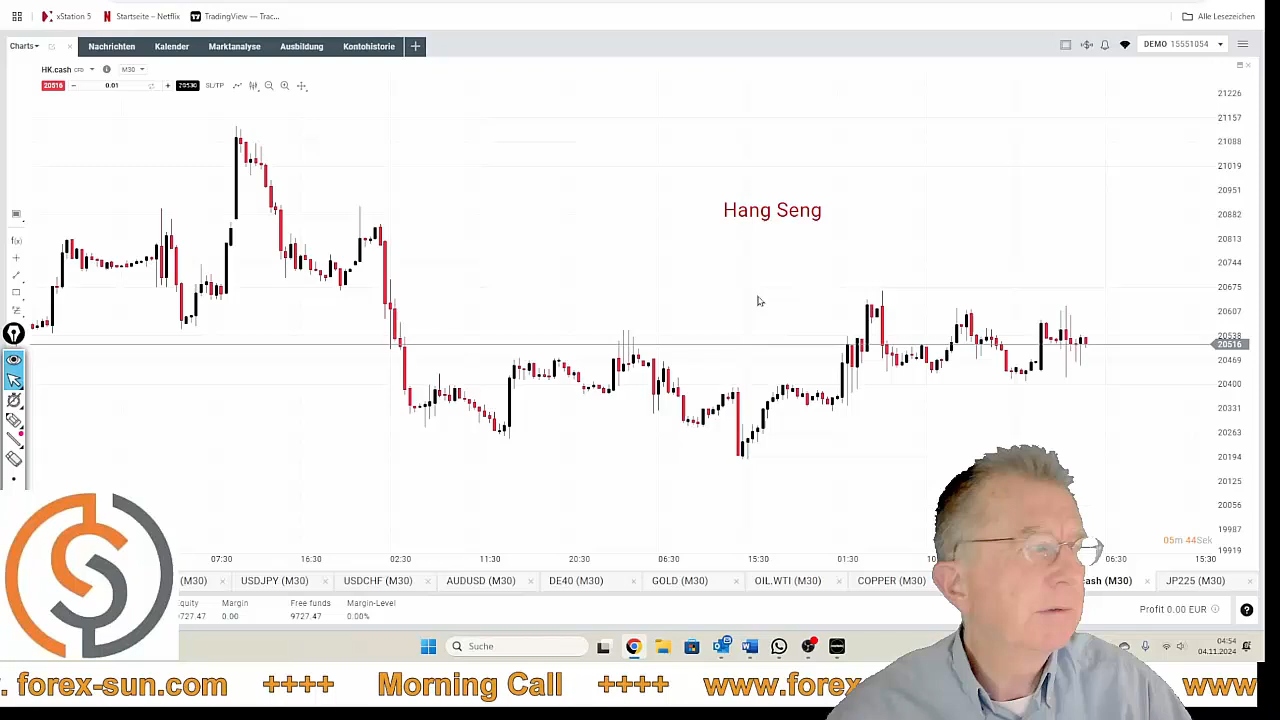 xStation 5 Startseite – Netflix TradingView — Trac... Alle Lesezeichen
Charts Nachrichten Kalender Marktanalyse Ausbildung Kontohistorie + DEMO 15551054
HK.cash CFD M30
20516 − 0.01 + 20530 SL/TP
21226
21157
21088
21019
20951
Hang Seng
20882
20813
20744
20675
20607
20538
20516
20469
20400
20331
20263
20194
20125
20056
19987
05m 44Sek
19919
07:30 16:30 02:30 11:30 20:30 06:30 15:30 01:30 06:30 15:30
(M30) USDJPY (M30) USDCHF (M30) AUDUSD (M30) DE40 (M30) GOLD (M30) OIL.WTI (M30) COPPER (M30) (M30) JP225 (M30)
Margin Free funds Margin-Level
9727.47 0.00 9727.47 0.00% Profit 0.00 EUR
Suche 04:54
04.11.2024
forex-sun.com ++++ Morning Call ++++ www.forex www